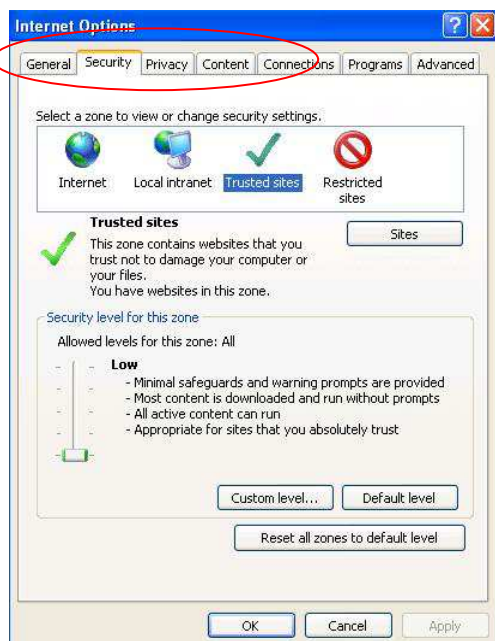 Internet Options
General Security Privacy Content Connections Programs Advanced
Select a zone to view or change security settings.
Internet Local intranet Trusted sites Restricted sites
Trusted sites
Sites
This zone contains websites that you
trust not to damage your computer or
your files.
You have websites in this zone.
Security level for this zone
Allowed levels for this zone: All
Low
- Minimal safeguards and warning prompts are provided
- Most content is downloaded and run without prompts
- All active content can run
- Appropriate for sites that you absolutely trust
Custom level... Default level
Reset all zones to default level
OK Cancel Apply